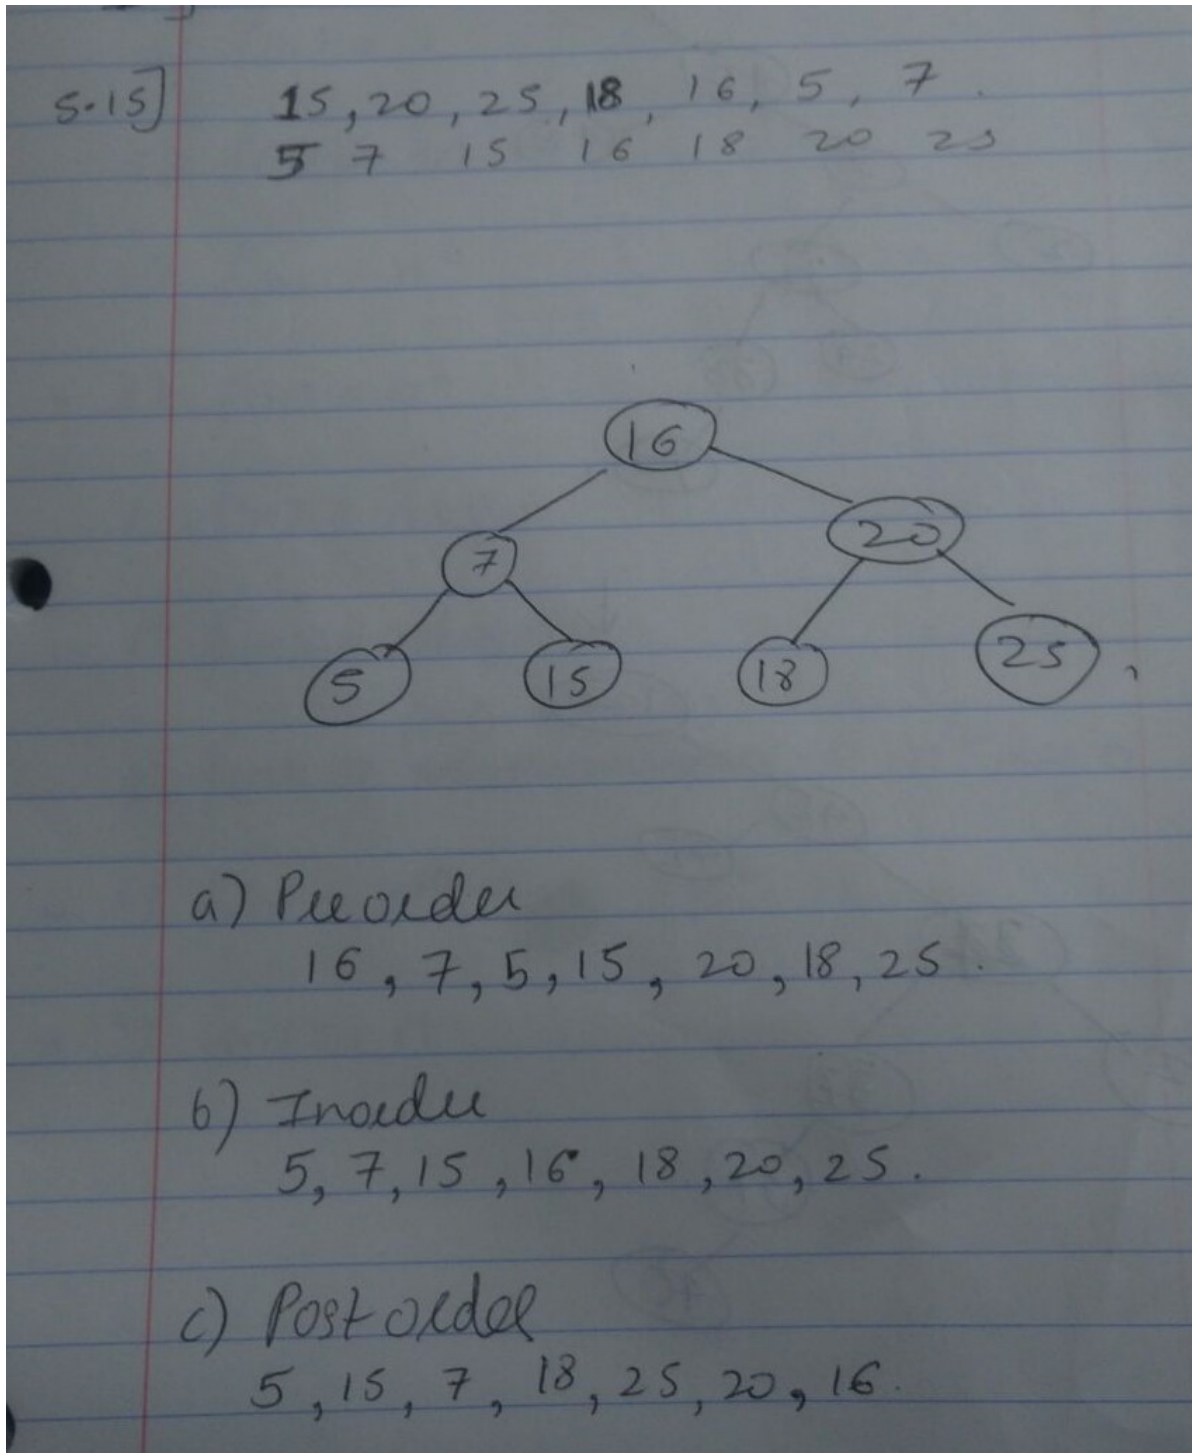 5.15]
15, 20, 25, 18, 16, 5, 7.
5 7 15 16 18 20 25
16
7
20
5
15
18
25
a) Preorder
16, 7, 5, 15, 20, 18, 25.
b) Inorder
5, 7, 15, 16, 18, 20, 25.
c) Postorder
5, 15, 7, 18, 25, 20, 16.